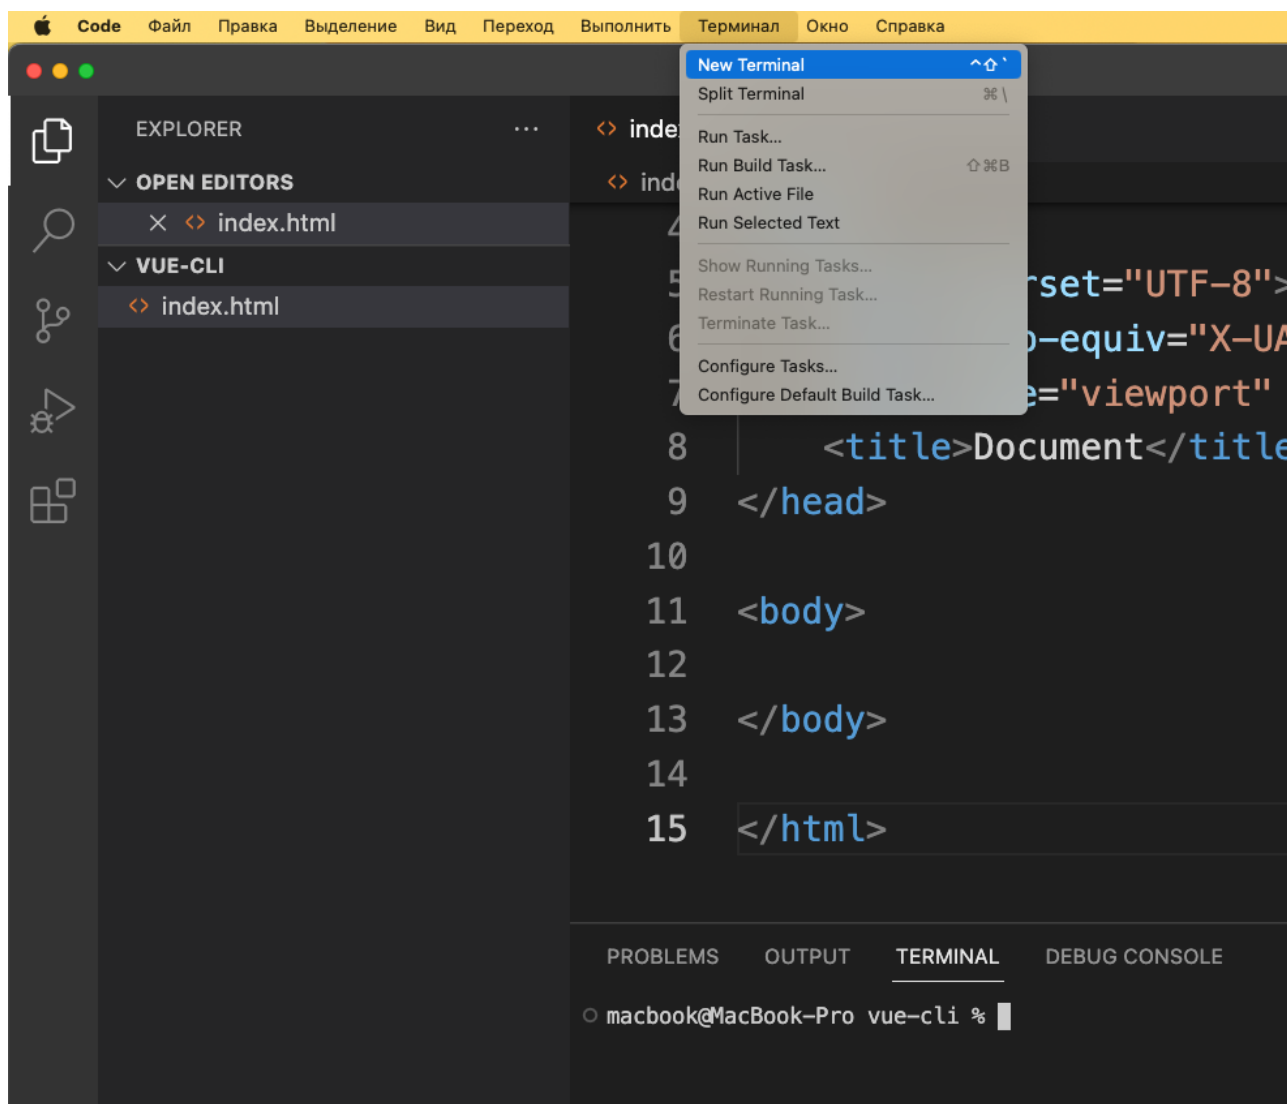 Code Файл Правка Выделение Вид Переход Выполнить Терминал Окно Справка
New Terminal ^⇧`
Split Terminal ⌘\
Run Task...
Run Build Task... ⇧⌘B
Run Active File
Run Selected Text
Show Running Tasks...
Restart Running Task...
Terminate Task...
Configure Tasks...
Configure Default Build Task...
EXPLORER ...
OPEN EDITORS
index.html
VUE-CLI
index.html
<> inde
<> ind
4
5 rset="UTF-8">
6 -equiv="X-UA
7 e="viewport"
8 <title>Document</title
9 </head>
10
11 <body>
12
13 </body>
14
15 </html>
PROBLEMS OUTPUT TERMINAL DEBUG CONSOLE
macbook@MacBook-Pro vue-cli %